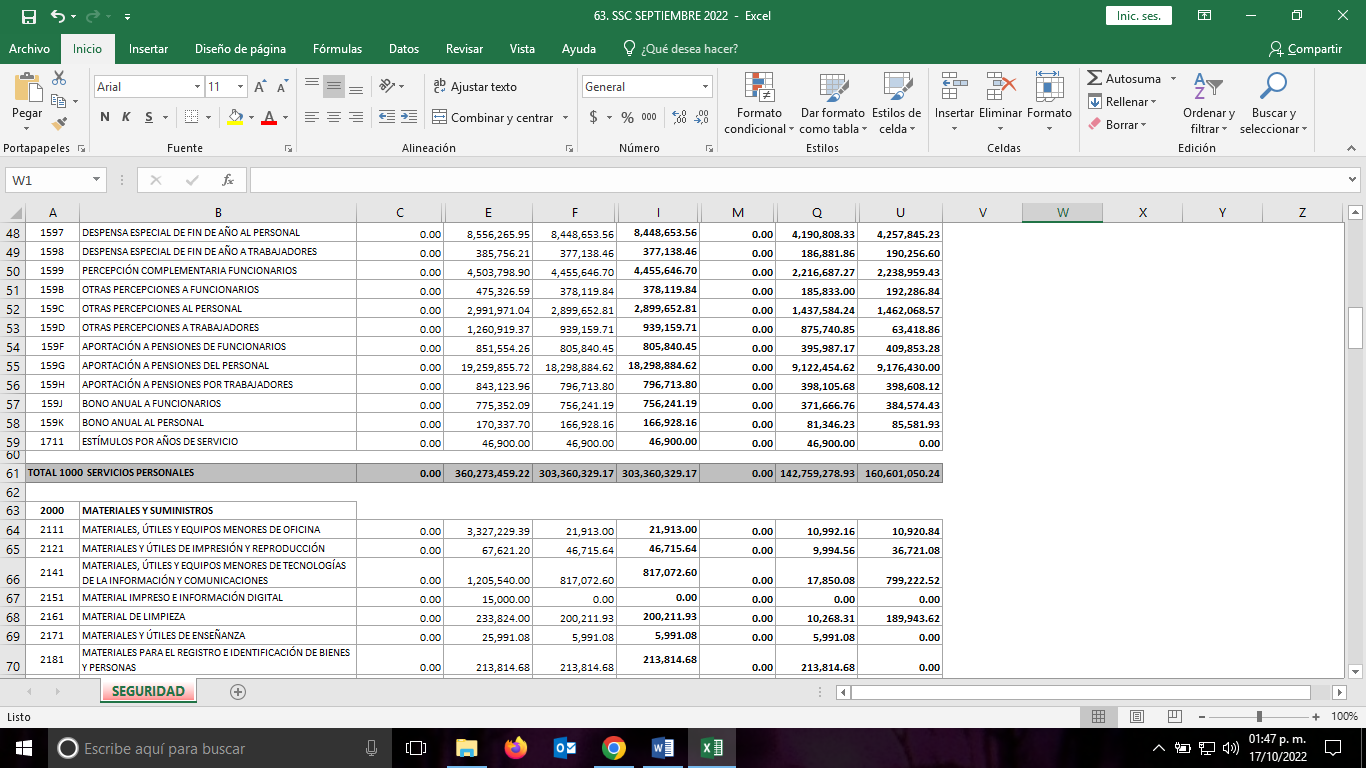 63. SSC SEPTIEMBRE 2022 - Excel
Inic. ses.
Archivo Inicio Insertar Diseño de página Fórmulas Datos Revisar Vista Ayuda ¿Qué desea hacer? Compartir
Pegar
Arial 11
N K S
Ajustar texto
Combinar y centrar
General
$ % 000
Formato condicional
Dar formato como tabla
Estilos de celda
Insertar Eliminar Formato
Autosuma
Rellenar
Borrar
Ordenar y filtrar
Buscar y seleccionar
Portapapeles Fuente Alineación Número Estilos Celdas Edición
W1 fx
A B C E F I M Q U V W X Y Z
48 1597 DESPENSA ESPECIAL DE FIN DE AÑO AL PERSONAL 0.00 8,556,265.95 8,448,653.56 8,448,653.56 0.00 4,190,808.33 4,257,845.23
49 1598 DESPENSA ESPECIAL DE FIN DE AÑO A TRABAJADORES 0.00 385,756.21 377,138.46 377,138.46 0.00 186,881.86 190,256.60
50 1599 PERCEPCIÓN COMPLEMENTARIA FUNCIONARIOS 0.00 4,503,798.90 4,455,646.70 4,455,646.70 0.00 2,216,687.27 2,238,959.43
51 159B OTRAS PERCEPCIONES A FUNCIONARIOS 0.00 475,326.59 378,119.84 378,119.84 0.00 185,833.00 192,286.84
52 159C OTRAS PERCEPCIONES AL PERSONAL 0.00 2,991,971.04 2,899,652.81 2,899,652.81 0.00 1,437,584.24 1,462,068.57
53 159D OTRAS PERCEPCIONES A TRABAJADORES 0.00 1,260,919.37 939,159.71 939,159.71 0.00 875,740.85 63,418.86
54 159F APORTACIÓN A PENSIONES DE FUNCIONARIOS 0.00 851,554.26 805,840.45 805,840.45 0.00 395,987.17 409,853.28
55 159G APORTACIÓN A PENSIONES DEL PERSONAL 0.00 19,259,855.72 18,298,884.62 18,298,884.62 0.00 9,122,454.62 9,176,430.00
56 159H APORTACIÓN A PENSIONES POR TRABAJADORES 0.00 843,123.96 796,713.80 796,713.80 0.00 398,105.68 398,608.12
57 159J BONO ANUAL A FUNCIONARIOS 0.00 775,352.09 756,241.19 756,241.19 0.00 371,666.76 384,574.43
58 159K BONO ANUAL AL PERSONAL 0.00 170,337.70 166,928.16 166,928.16 0.00 81,346.23 85,581.93
59 1711 ESTÍMULOS POR AÑOS DE SERVICIO 0.00 46,900.00 46,900.00 46,900.00 0.00 46,900.00 0.00
60
61 TOTAL 1000 SERVICIOS PERSONALES 0.00 360,273,459.22 303,360,329.17 303,360,329.17 0.00 142,759,278.93 160,601,050.24
62
63 2000 MATERIALES Y SUMINISTROS
64 2111 MATERIALES, ÚTILES Y EQUIPOS MENORES DE OFICINA 0.00 3,327,229.39 21,913.00 21,913.00 0.00 10,992.16 10,920.84
65 2121 MATERIALES Y ÚTILES DE IMPRESIÓN Y REPRODUCCIÓN 0.00 67,621.20 46,715.64 46,715.64 0.00 9,994.56 36,721.08
66 2141 MATERIALES, ÚTILES Y EQUIPOS MENORES DE TECNOLOGÍAS
DE LA INFORMACIÓN Y COMUNICACIONES 0.00 1,205,540.00 817,072.60 817,072.60 0.00 17,850.08 799,222.52
67 2151 MATERIAL IMPRESO E INFORMACIÓN DIGITAL 0.00 15,000.00 0.00 0.00 0.00 0.00 0.00
68 2161 MATERIAL DE LIMPIEZA 0.00 233,824.00 200,211.93 200,211.93 0.00 10,268.31 189,943.62
69 2171 MATERIALES Y ÚTILES DE ENSEÑANZA 0.00 25,991.08 5,991.08 5,991.08 0.00 5,991.08 0.00
70 2181 MATERIALES PARA EL REGISTRO E IDENTIFICACIÓN DE BIENES
Y PERSONAS 0.00 213,814.68 213,814.68 213,814.68 0.00 213,814.68 0.00
SEGURIDAD
Listo 100%
Escribe aquí para buscar
01:47 p. m.
17/10/2022